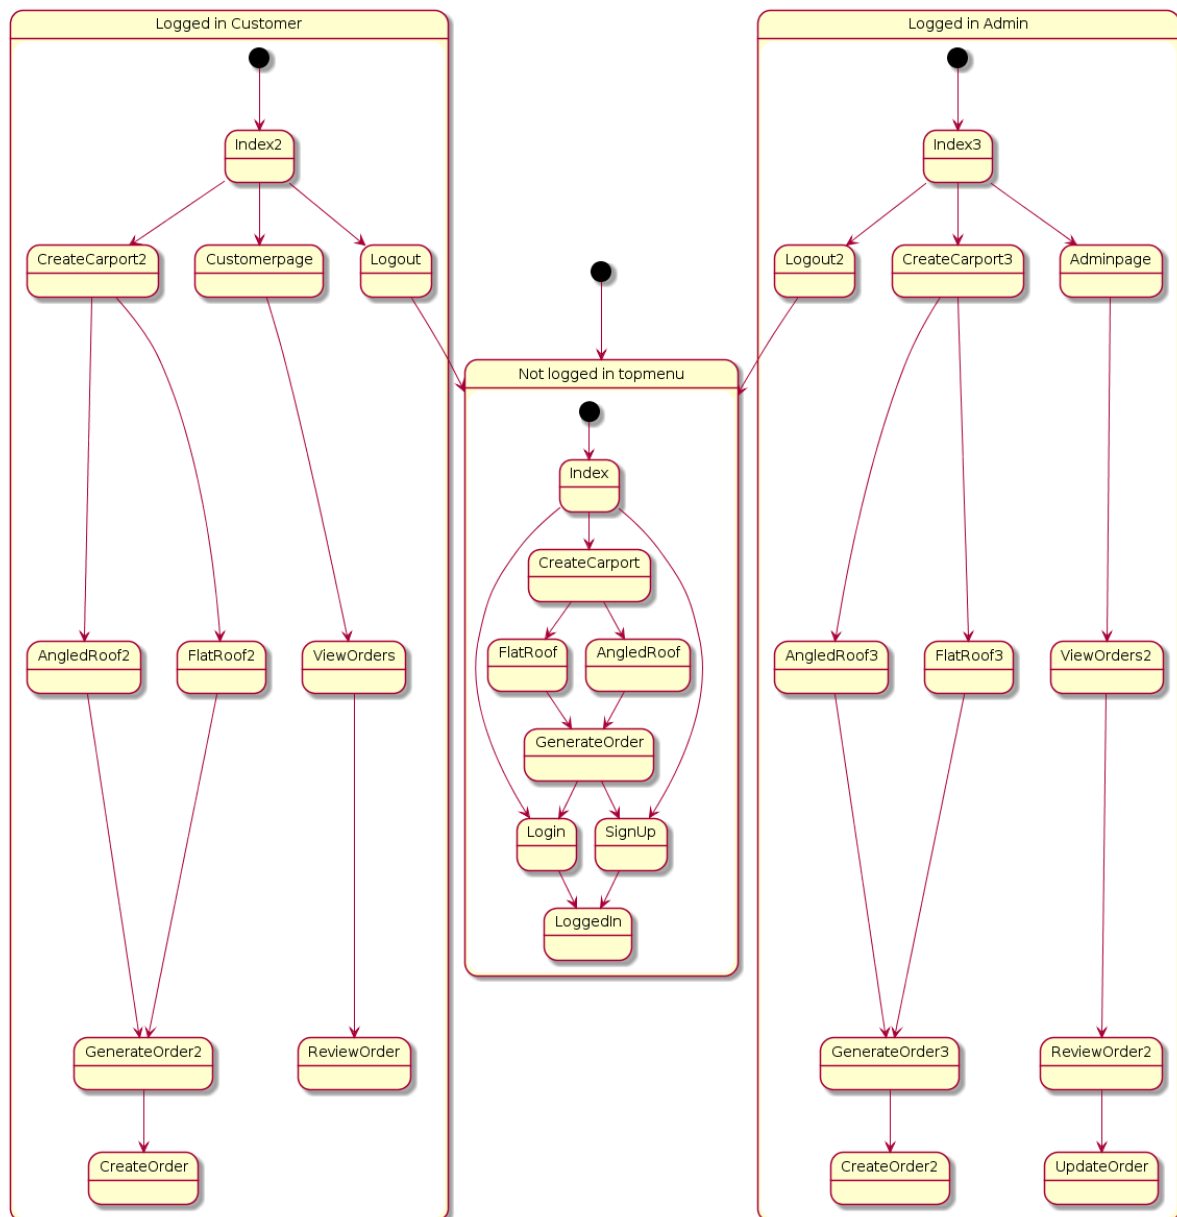 Logged in Customer
Logged in Admin
Index2
Index3
CreateCarport2
Customerpage
Logout
Logout2
CreateCarport3
Adminpage
Not logged in topmenu
Index
CreateCarport
FlatRoof
AngledRoof
AngledRoof2
FlatRoof2
ViewOrders
AngledRoof3
FlatRoof3
ViewOrders2
GenerateOrder
Login
SignUp
LoggedIn
GenerateOrder2
ReviewOrder
GenerateOrder3
ReviewOrder2
CreateOrder
CreateOrder2
UpdateOrder